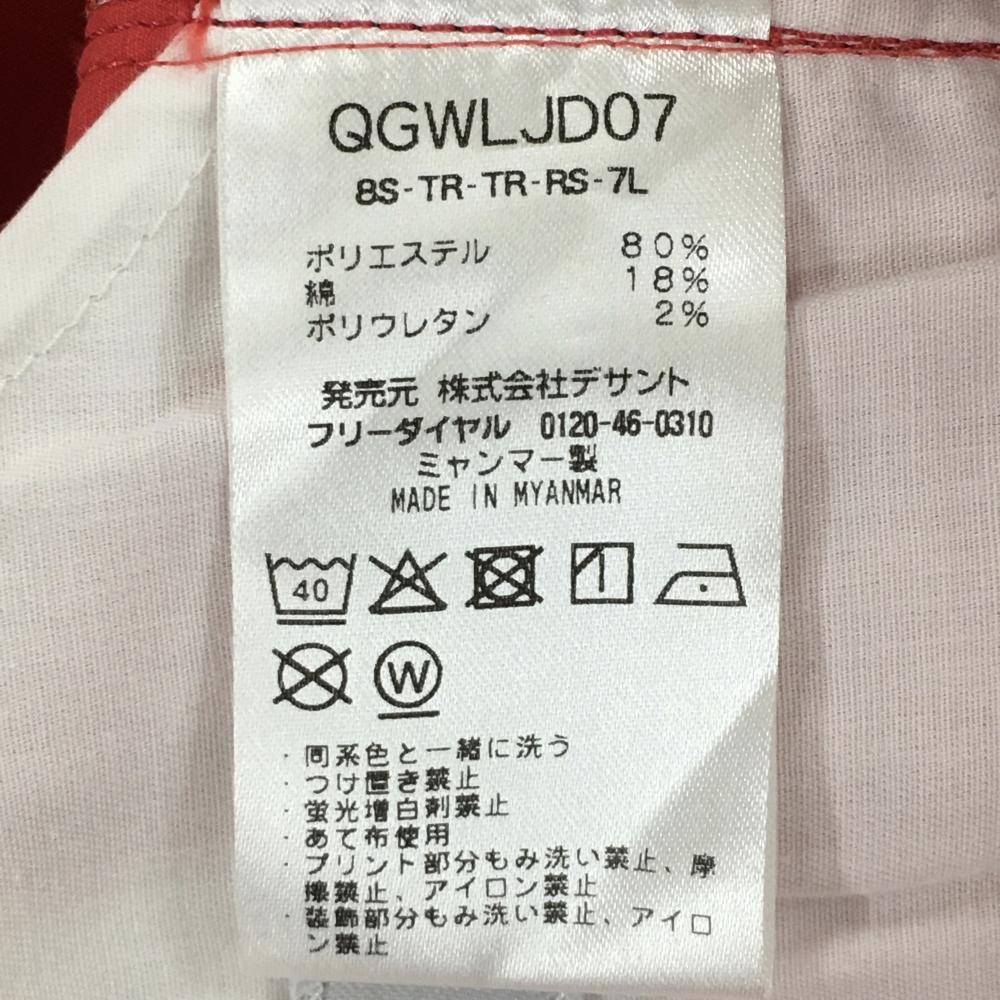 QGWLJD07
8S-TR-TR-RS-7L
ポリエステル 80%
綿 18%
ポリウレタン 2%
発売元 株式会社デサント
フリーダイヤル 0120-46-0310
ミャンマー製
MADE IN MYANMAR
40
W
・同系色と一緒に洗う
・つけ置き禁止
・蛍光増白剤禁止
・あて布使用
・プリント部分もみ洗い禁止、摩
擦禁止、アイロン禁止
・装飾部分もみ洗い禁止、アイロ
ン禁止